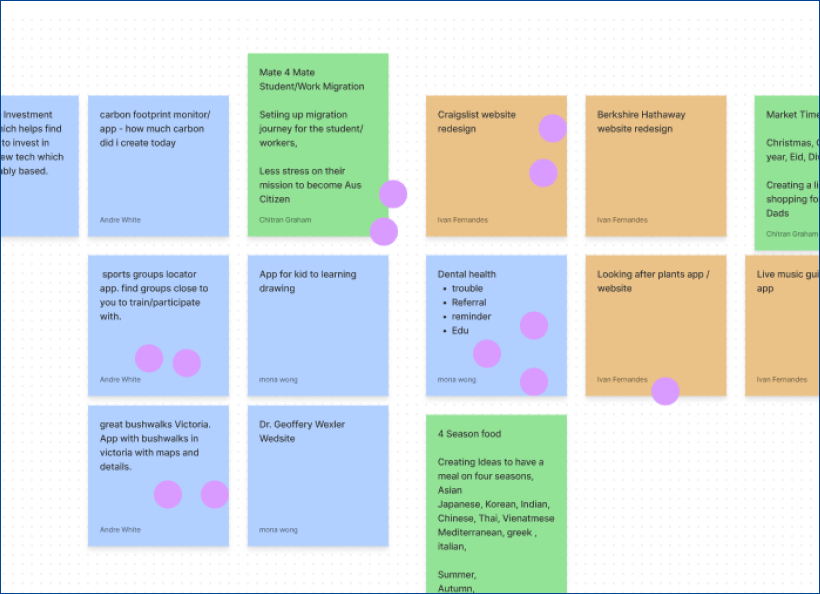 Investment
ich helps find
to invest in
ew tech which
ably based.
carbon footprint monitor/
app - how much carbon
did i create today
Andre White
Mate 4 Mate
Student/Work Migration
Setiing up migration
journey for the student/
workers,
Less stress on their
mission to become Aus
Citizen
Chitran Graham
Craigslist website
redesign
Ivan Fernandes
Berkshire Hathaway
website redesign
Ivan Fernandes
Market Time
Christmas,
year, Eid, Di
Creating a li
shopping fo
Dads
Chitran Graham
sports groups locator
app. find groups close to
you to train/participate
with.
Andre White
App for kid to learning
drawing
mona wong
Dental health
• trouble
• Referral
• reminder
• Edu
mona wong
Looking after plants app /
website
Ivan Fernandes
Live music gui
app
Ivan Fernandes
great bushwalks Victoria.
App with bushwalks in
victoria with maps and
details.
Andre White
Dr. Geoffery Wexler
Wedsite
mona wong
4 Season food
Creating Ideas to have a
meal on four seasons,
Asian
Japanese, Korean, Indian,
Chinese, Thai, Vienatmese
Mediterranean, greek ,
italian,
Summer,
Autumn,